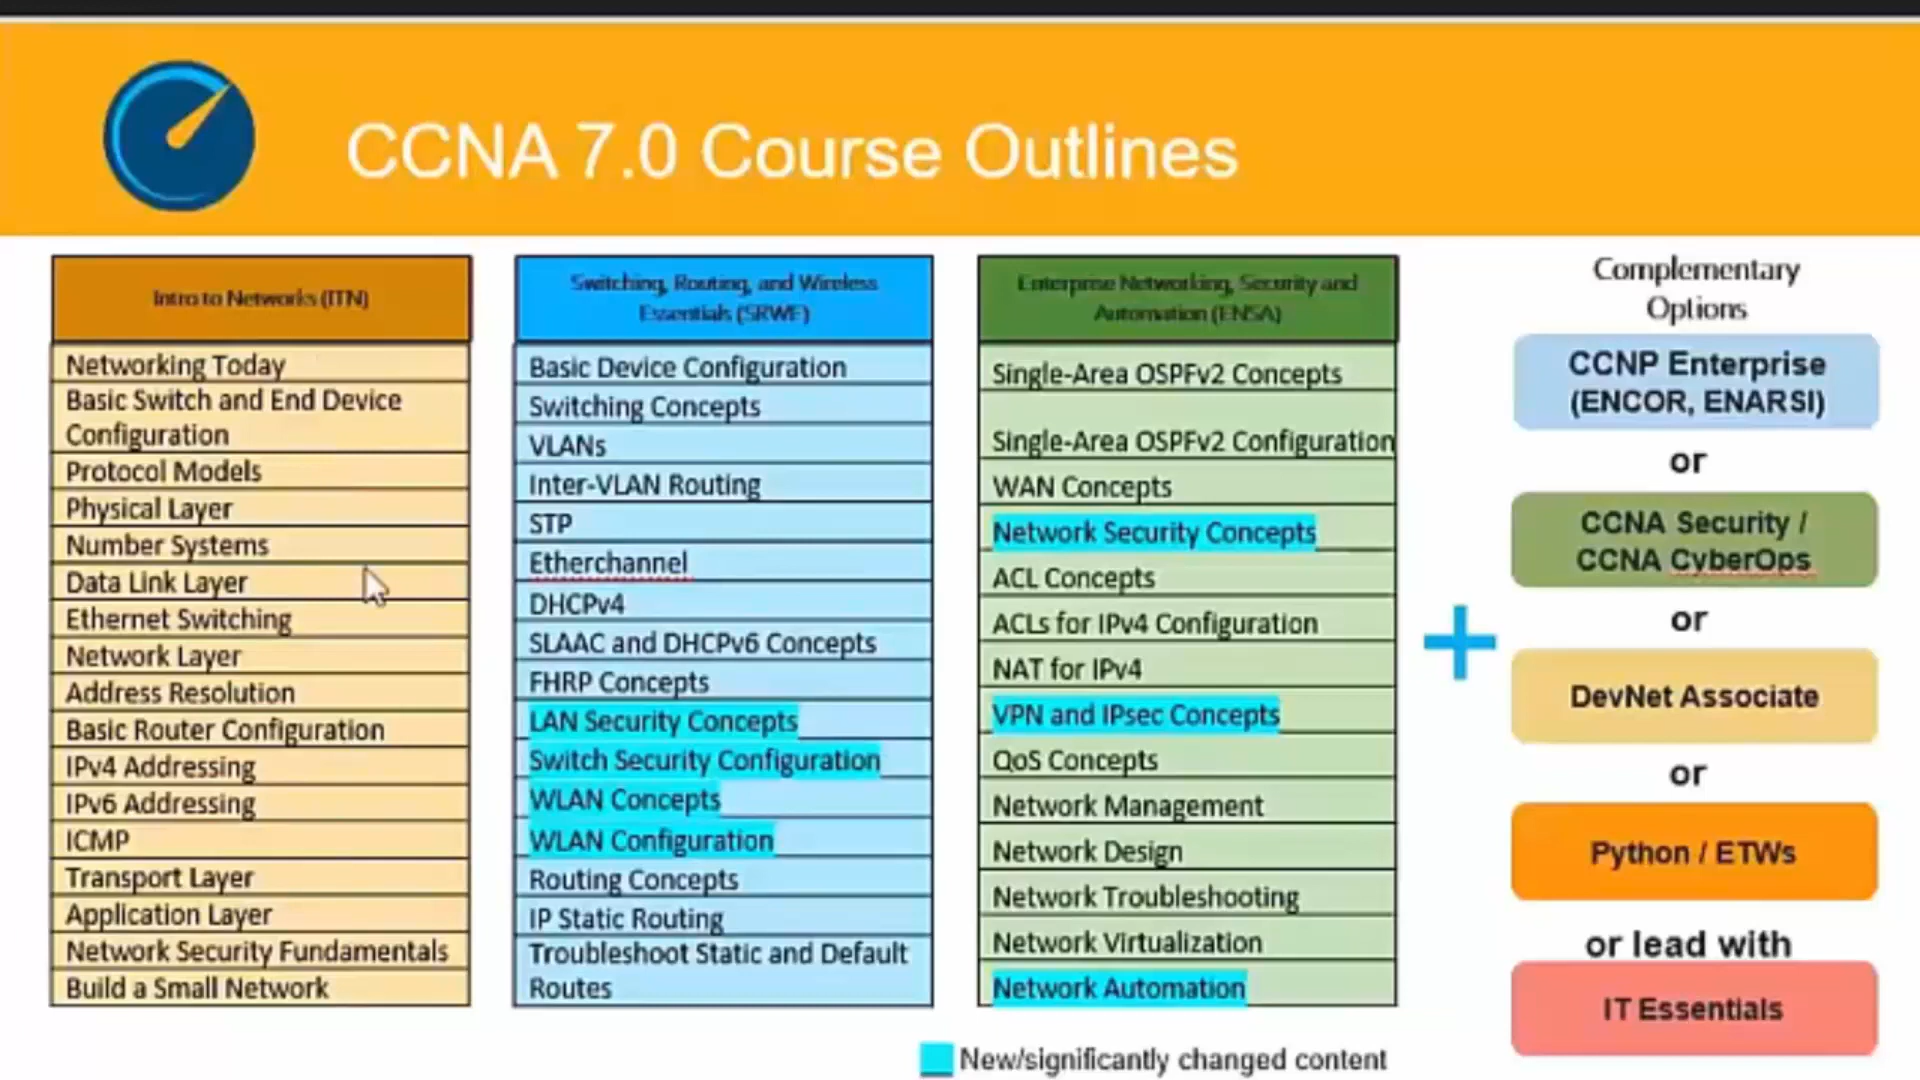 CCNA 7.0 Course Outlines
Intro to Networks (ITN)
Networking Today
Basic Switch and End Device
Configuration
Protocol Models
Physical Layer
Number Systems
Data Link Layer
Ethernet Switching
Network Layer
Address Resolution
Basic Router Configuration
IPv4 Addressing
IPv6 Addressing
ICMP
Transport Layer
Application Layer
Network Security Fundamentals
Build a Small Network
Switching, Routing, and Wireless
Essentials (SRWE)
Basic Device Configuration
Switching Concepts
VLANs
Inter-VLAN Routing
STP
Etherchannel
DHCPv4
SLAAC and DHCPv6 Concepts
FHRP Concepts
LAN Security Concepts
Switch Security Configuration
WLAN Concepts
WLAN Configuration
Routing Concepts
IP Static Routing
Troubleshoot Static and Default
Routes
Enterprise Networking, Security and
Automation (ENSA)
Single-Area OSPFv2 Concepts
Single-Area OSPFv2 Configuration
WAN Concepts
Network Security Concepts
ACL Concepts
ACLs for IPv4 Configuration
NAT for IPv4
VPN and IPsec Concepts
QoS Concepts
Network Management
Network Design
Network Troubleshooting
Network Virtualization
Network Automation
New/significantly changed content
+
Complementary
Options
CCNP Enterprise
(ENCOR, ENARSI)
or
CCNA Security /
CCNA CyberOps
or
DevNet Associate
or
Python / ETWs
or lead with
IT Essentials